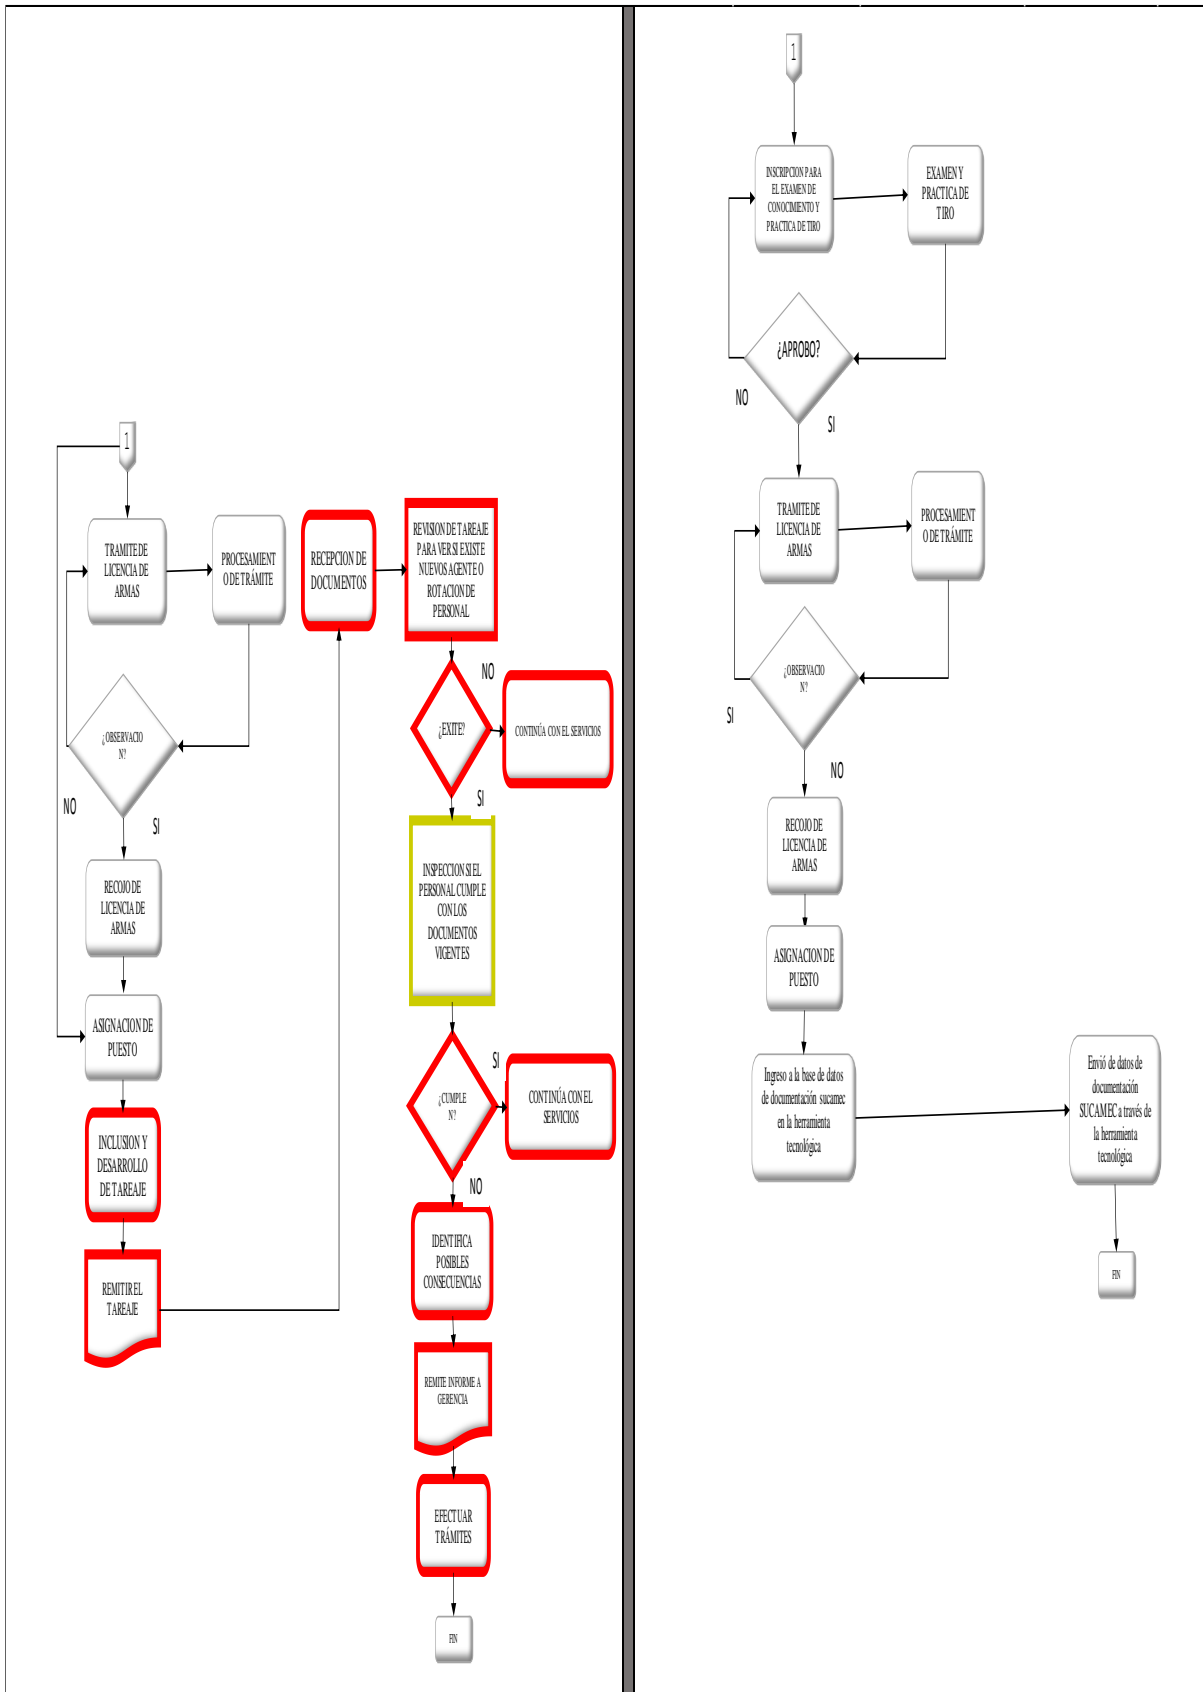 1
TRAMITE DE
LICENCIA DE
ARMAS
PROCESAMIENT
O DE TRÁMITE
¿OBSERVACIO
N?
NO
SI
RECOJO DE
LICENCIA DE
ARMAS
ASIGNACION DE
PUESTO
INCLUSION Y
DESARROLLO
DE TAREAJE
REMITIR EL
TAREAJE
RECEPCION DE
DOCUMENTOS
REVISION DE TAREAJE
PARA VER SI EXISTE
NUEVOS AGENTE O
ROTACION DE
PERSONAL
NO
¿EXITE?
CONTINÚA CON EL SERVICIOS
SI
INSPECCION SI EL
PERSONAL CUMPLE
CON LOS
DOCUMENTOS
VIGENTES
SI
¿CUMPLE
N?
CONTINÚA CON EL
SERVICIOS
NO
IDENTIFICA
POSIBLES
CONSECUENCIAS
REMITE INFORME A
GERENCIA
EFECTUAR
TRÁMITES
FIN
1
INSCRIPCION PARA
EL EXAMEN DE
CONOCIMIENTO Y
PRACTICA DE TIRO
EXAMEN Y
PRACTICA DE
TIRO
¿APROBO?
NO
SI
TRAMITE DE
LICENCIA DE
ARMAS
PROCESAMIENT
O DE TRÁMITE
¿OBSERVACIO
N?
SI
NO
RECOJO DE
LICENCIA DE
ARMAS
ASIGNACION DE
PUESTO
Ingreso a la base de datos
de documentación sucamec
en la herramienta
tecnológica
Envió de datos de
documentación
SUCAMEC a través de
la herramienta
tecnológica
FIN